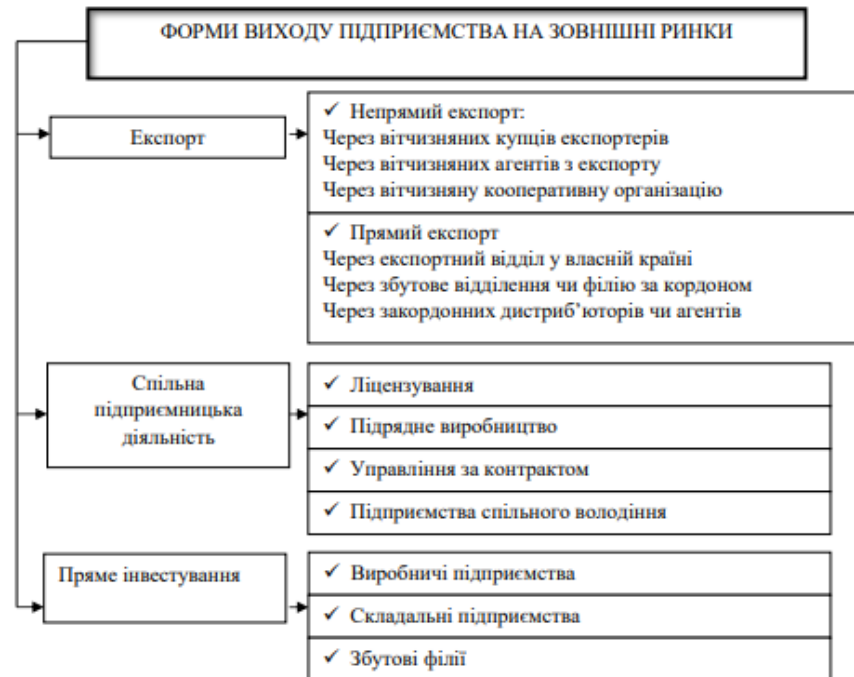 ФОРМИ ВИХОДУ ПІДПРИЄМСТВА НА ЗОВНІШНІ РИНКИ
Експорт
✓ Непрямий експорт:
Через вітчизняних купців експортерів
Через вітчизняних агентів з експорту
Через вітчизняну кооперативну організацію
✓ Прямий експорт
Через експортний відділ у власній країні
Через збутове відділення чи філію за кордоном
Через закордонних дистриб’юторів чи агентів
Спільна
підприємницька
діяльність
✓ Ліцензування
✓ Підрядне виробництво
✓ Управління за контрактом
✓ Підприємства спільного володіння
Пряме інвестування
✓ Виробничі підприємства
✓ Складальні підприємства
✓ Збутові філії